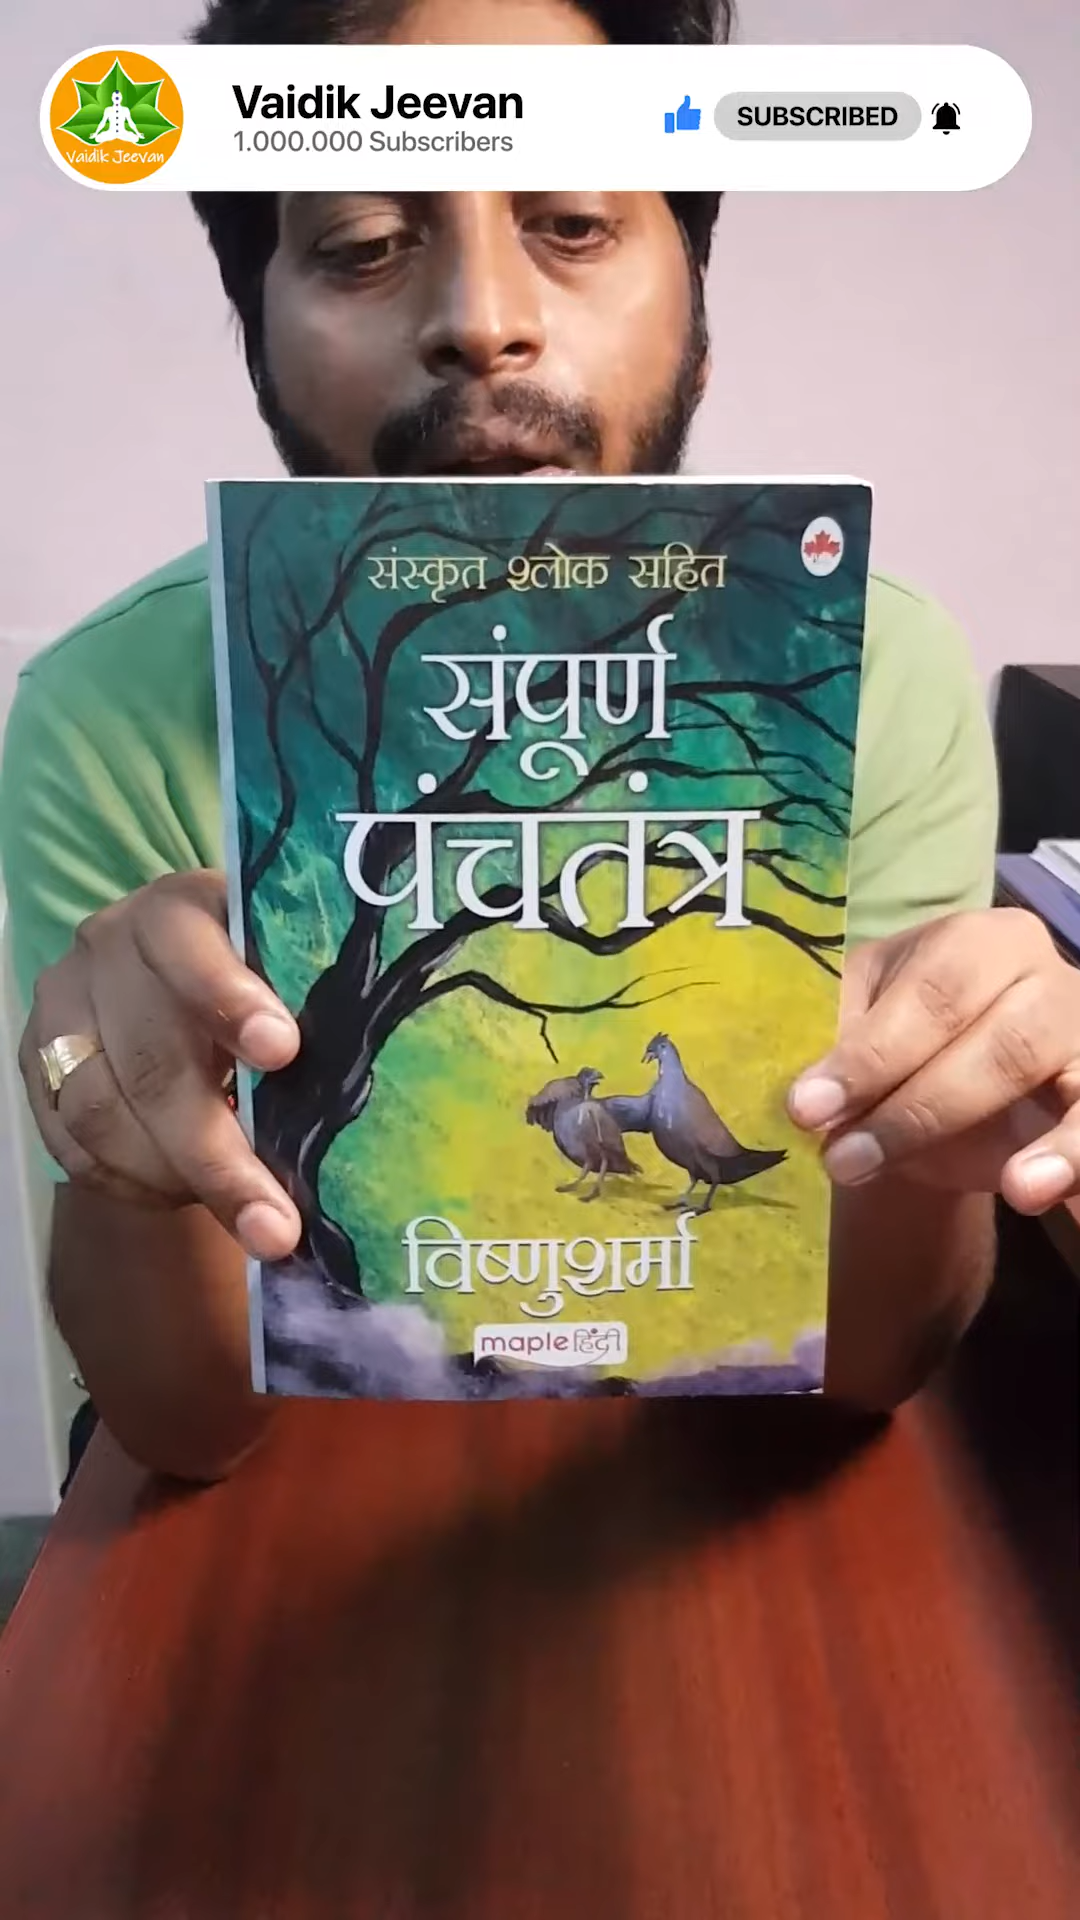 Vaidik Jeevan
1.000.000 Subscribers
SUBSCRIBED
Vaidik Jeevan
संस्कृत श्लोक सहित
संपूर्ण
पंचतंत्र
विष्णुशर्मा
maple हिंदी